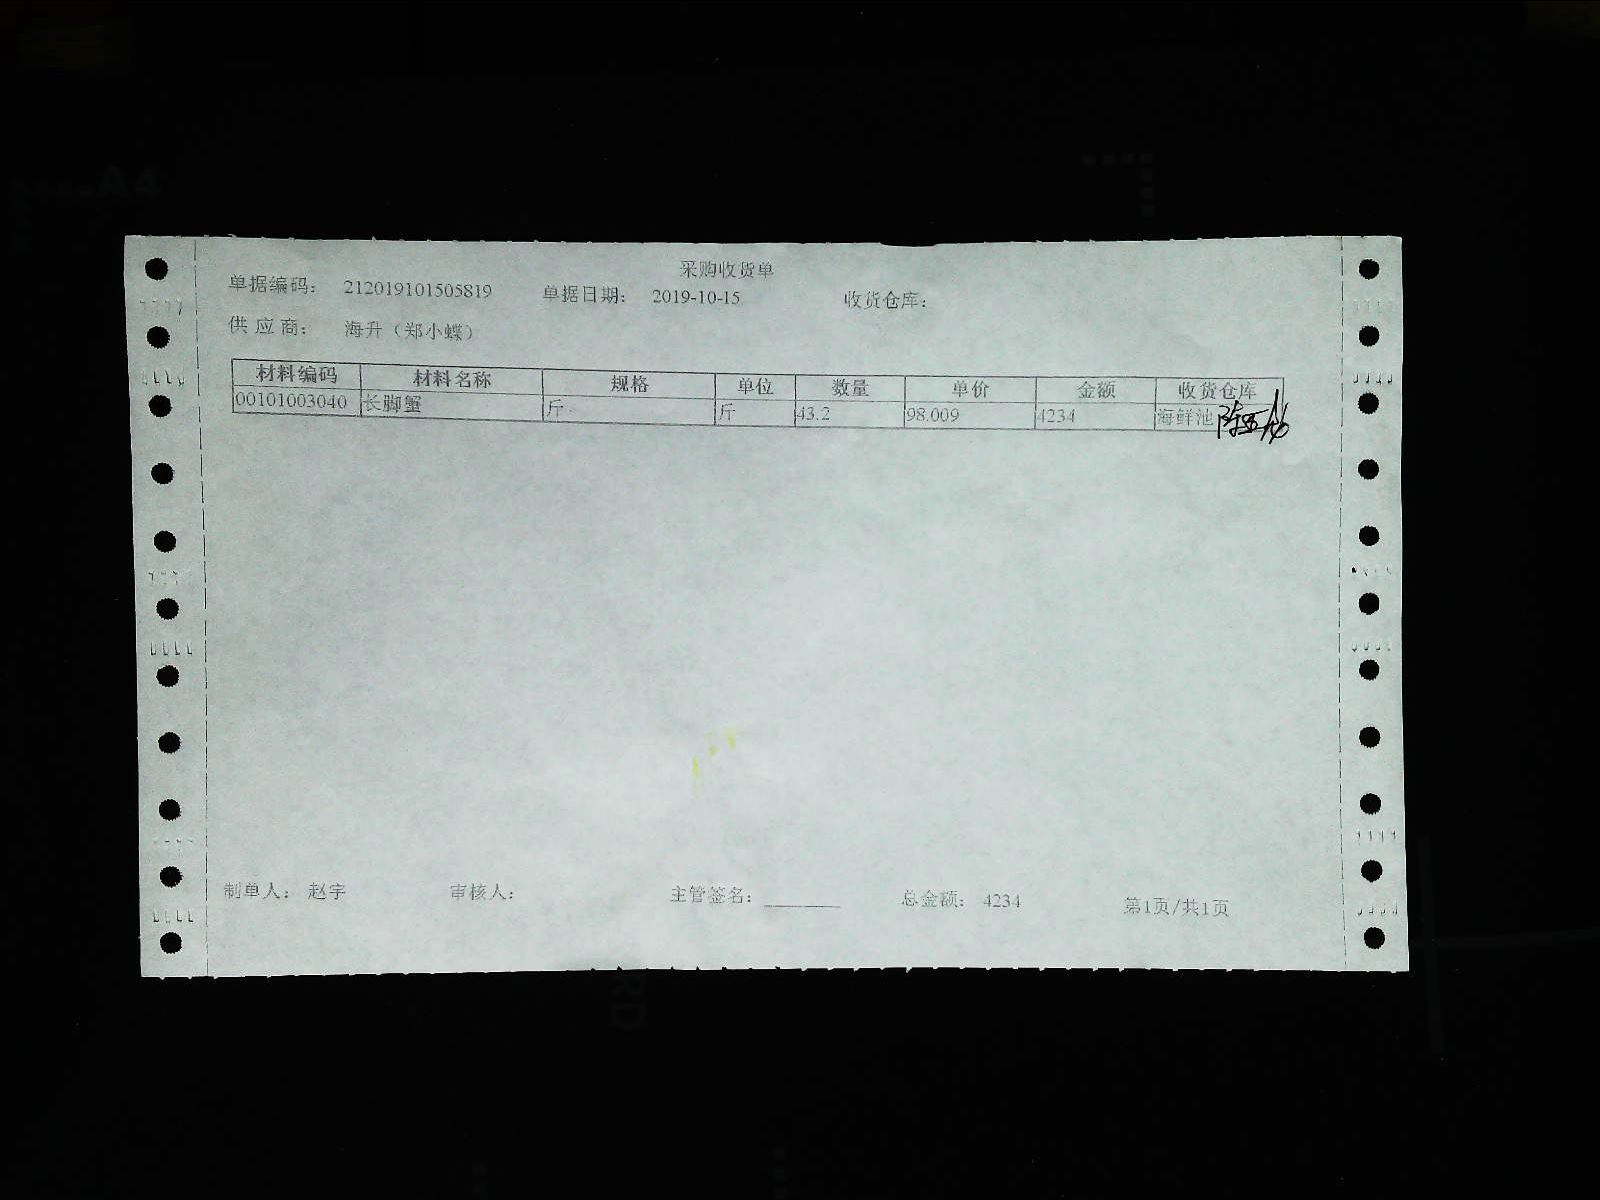 采购收货单
单据编码： 212019101505819 单据日期： 2019-10-15 收货仓库：
供 应 商： 海升（郑小蝶）
材料编码 材料名称 规格 单位 数量 单价 金额 收货仓库
00101003040 长脚蟹 斤 斤 43.2 98.009 4234 海鲜池
制单人： 赵宇 审核人： 主管签名： 总金额： 4234 第1页/共1页